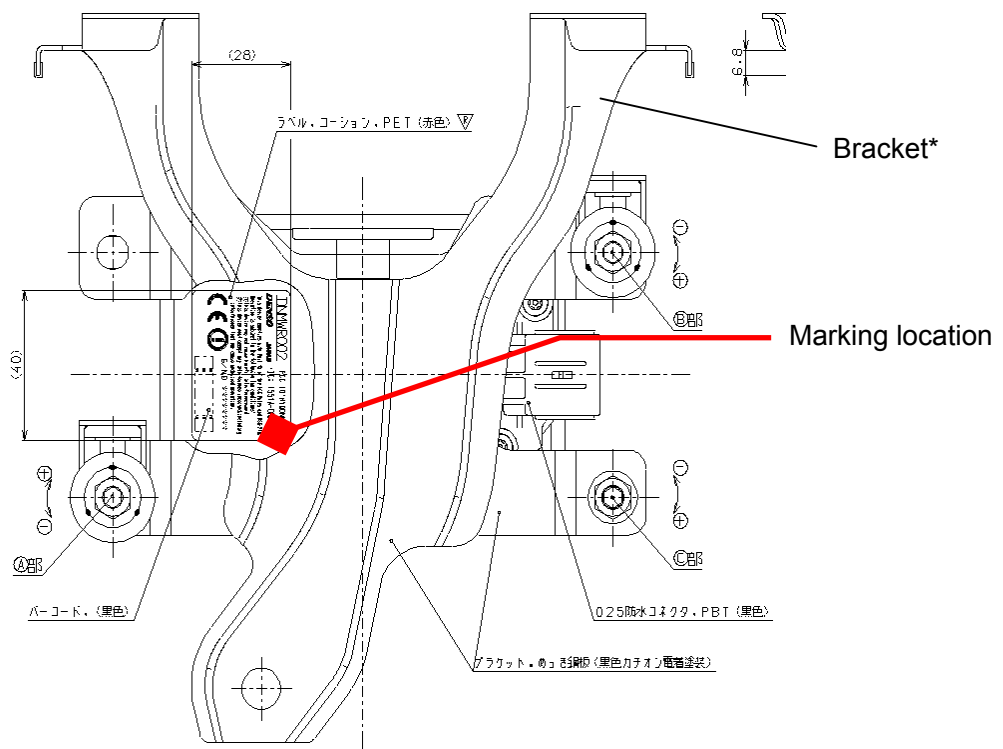 (28)
6.8
ラベル．コーション．PET (赤色)
Bracket*
Ⓑ部
Marking location
(40)
DNMWR002
DENSO
JAPAN
CE
Ⓐ部
Ⓒ部
バーコード．(黒色)
025防水コネクタ．PBT (黒色)
ブラケット．めっき鋼板 (黒色カチオン電着塗装)